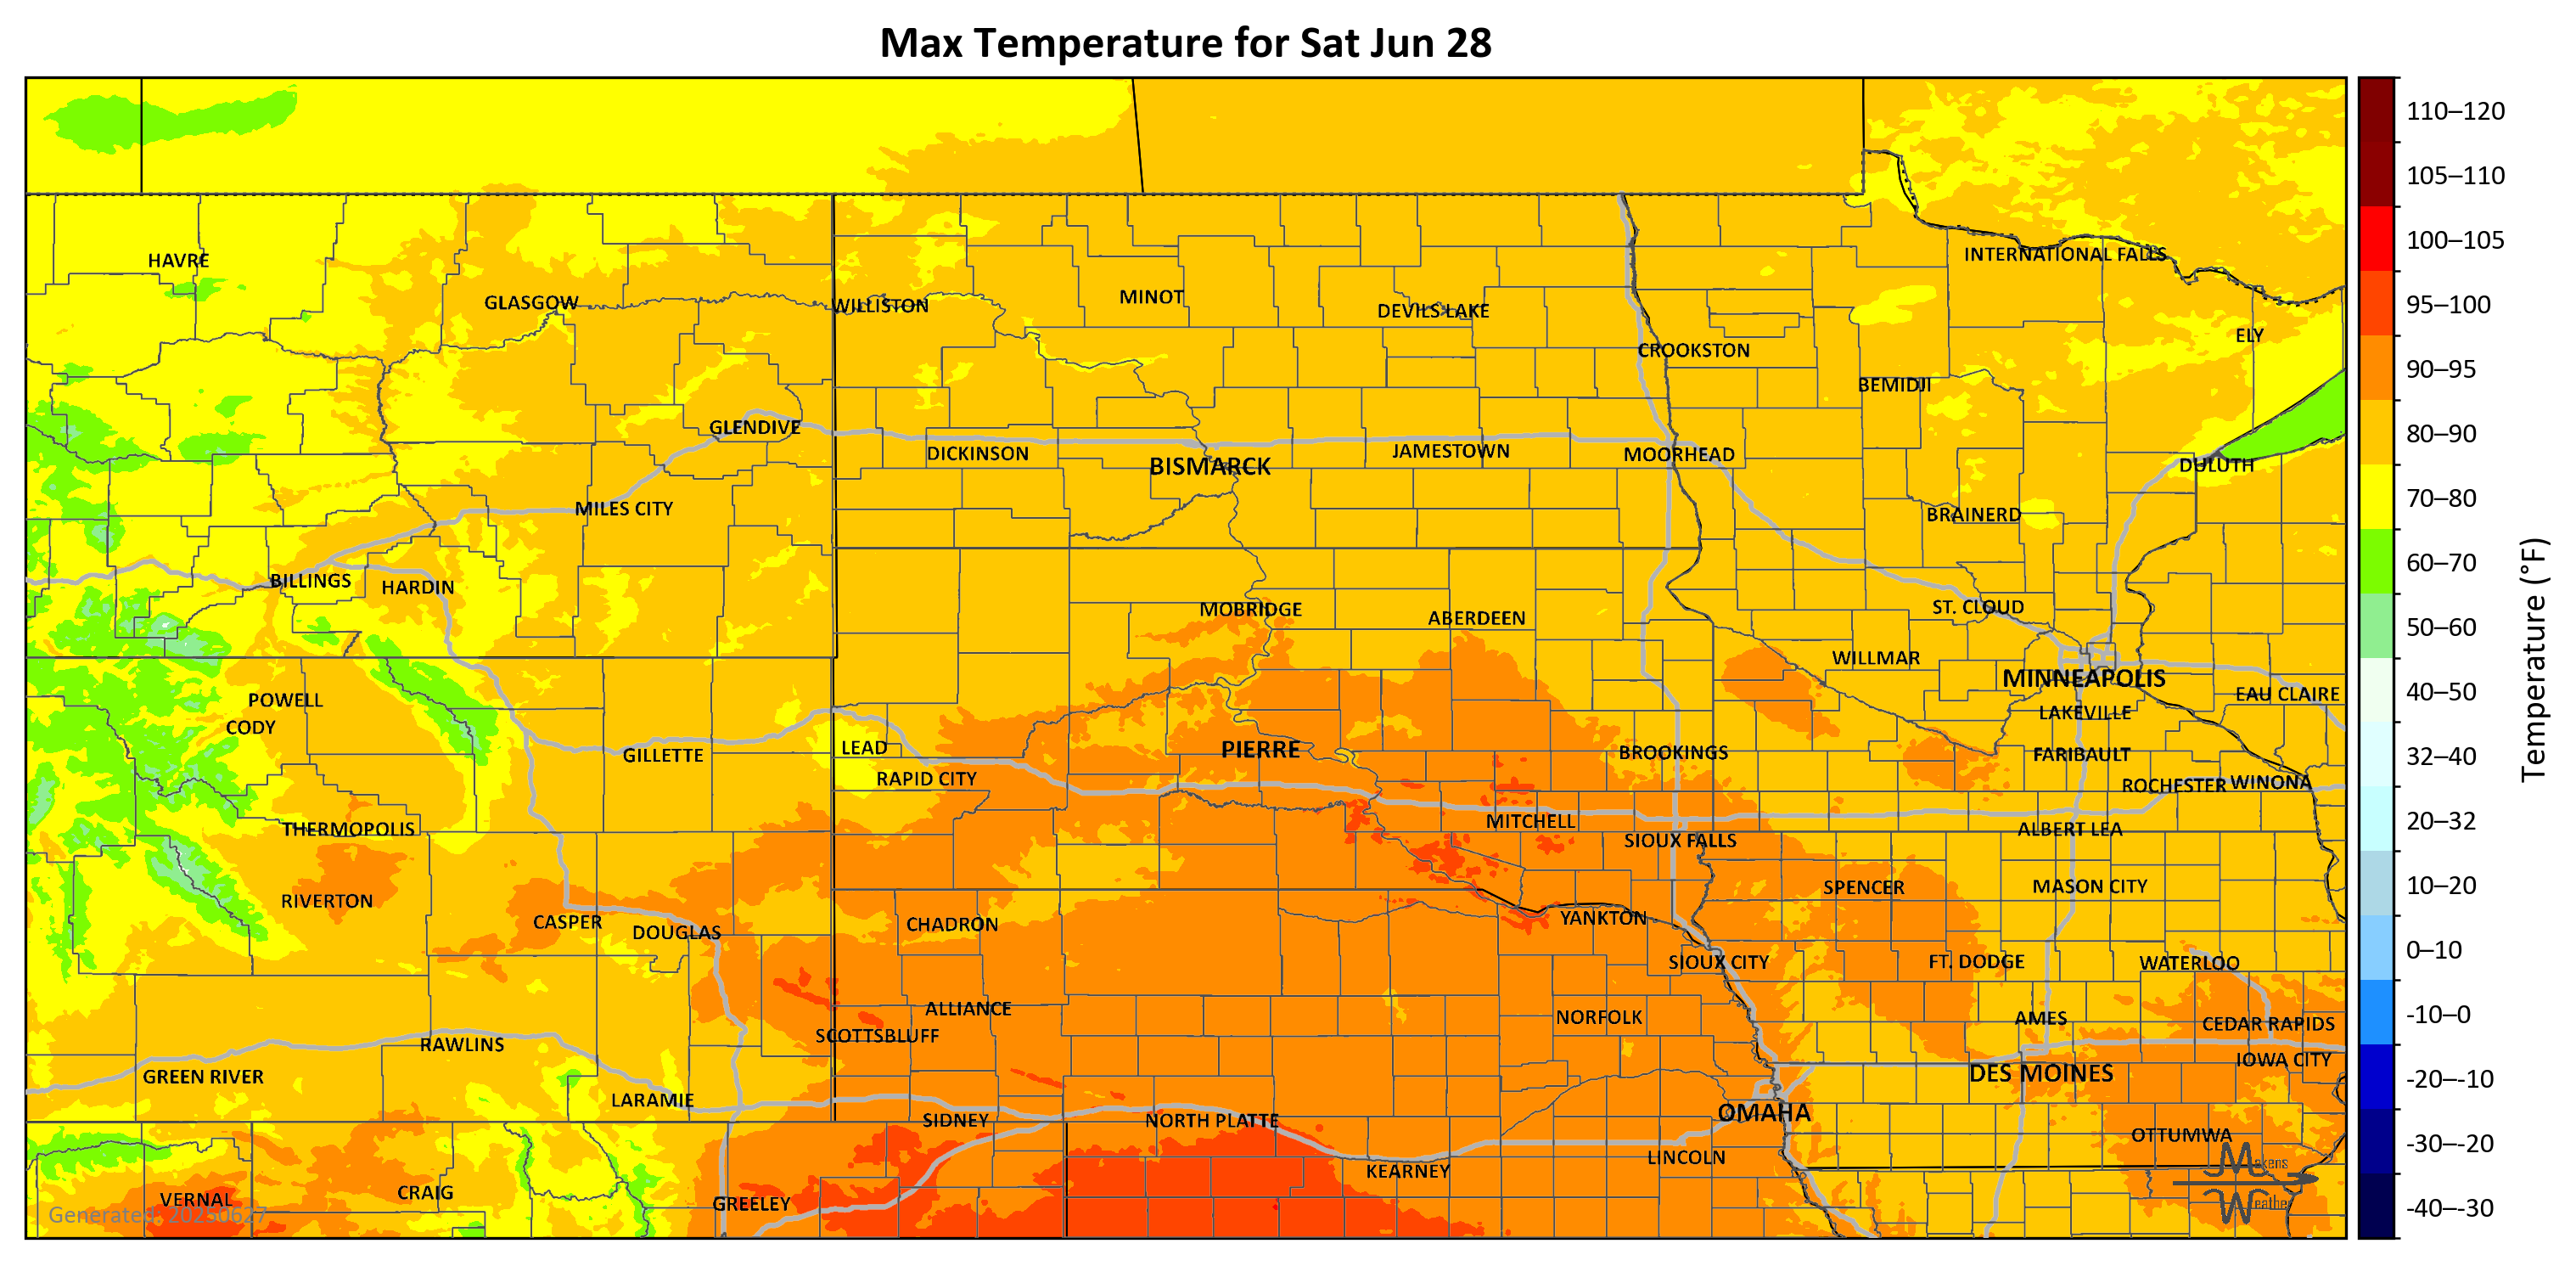 Max Temperature for Sat Jun 28
110–120
105–110
100–105
95–100
90–95
80–90
70–80
60–70
50–60
40–50
32–40
20–32
10–20
0–10
-10–0
-20–-10
-30–-20
-40–-30
Temperature (°F)
HAVRE
INTERNATIONAL FALLS
GLASGOW
WILLISTON
MINOT
DEVILS LAKE
ELY
CROOKSTON
BEMIDJI
GLENDIVE
DICKINSON
BISMARCK
JAMESTOWN
MOORHEAD
DULUTH
MILES CITY
BRAINERD
BILLINGS
HARDIN
MOBRIDGE
ABERDEEN
ST. CLOUD
WILLMAR
MINNEAPOLIS
EAU CLAIRE
POWELL
CODY
LAKEVILLE
GILLETTE
LEAD
PIERRE
BROOKINGS
FARIBAULT
RAPID CITY
ROCHESTER
WINONA
THERMOPOLIS
MITCHELL
SIOUX FALLS
ALBERT LEA
RIVERTON
SPENCER
MASON CITY
CASPER
DOUGLAS
CHADRON
YANKTON
SIOUX CITY
FT. DODGE
WATERLOO
ALLIANCE
NORFOLK
AMES
CEDAR RAPIDS
RAWLINS
SCOTTSBLUFF
IOWA CITY
GREEN RIVER
DES MOINES
LARAMIE
SIDNEY
NORTH PLATTE
OMAHA
OTTUMWA
KEARNEY
LINCOLN
VERNAL
CRAIG
GREELEY
Generated: 20250627
Makens
Weather